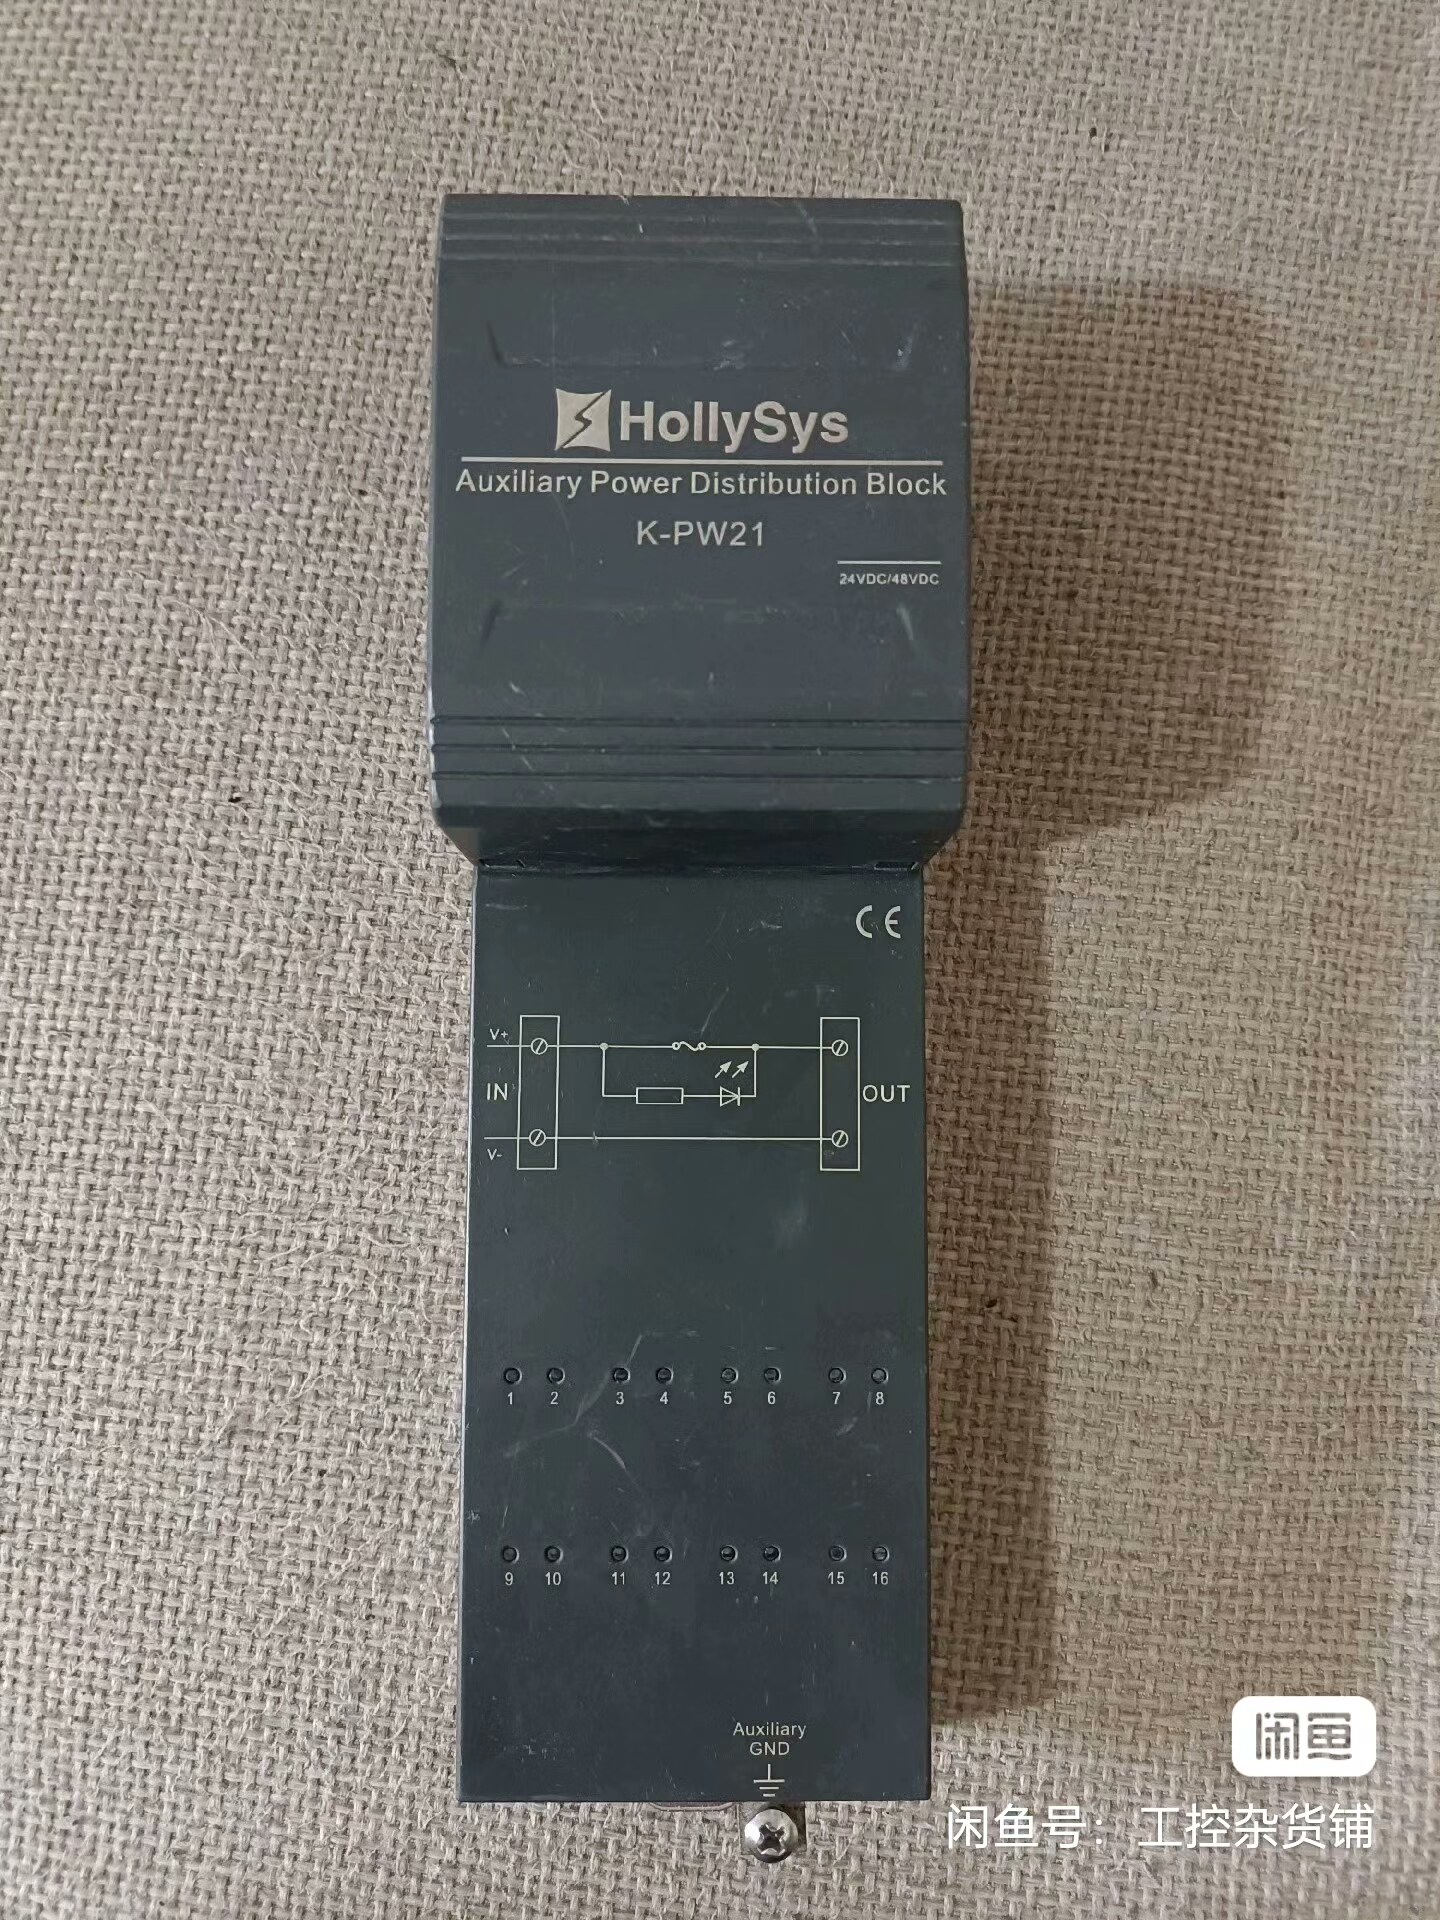 HollySys
Auxiliary Power Distribution Block
K-PW21
24VDC/48VDC
CE
V+
IN
OUT
V-
1 2 3 4 5 6 7 8
9 10 11 12 13 14 15 16
Auxiliary
GND
闲鱼
闲鱼号：工控杂货铺